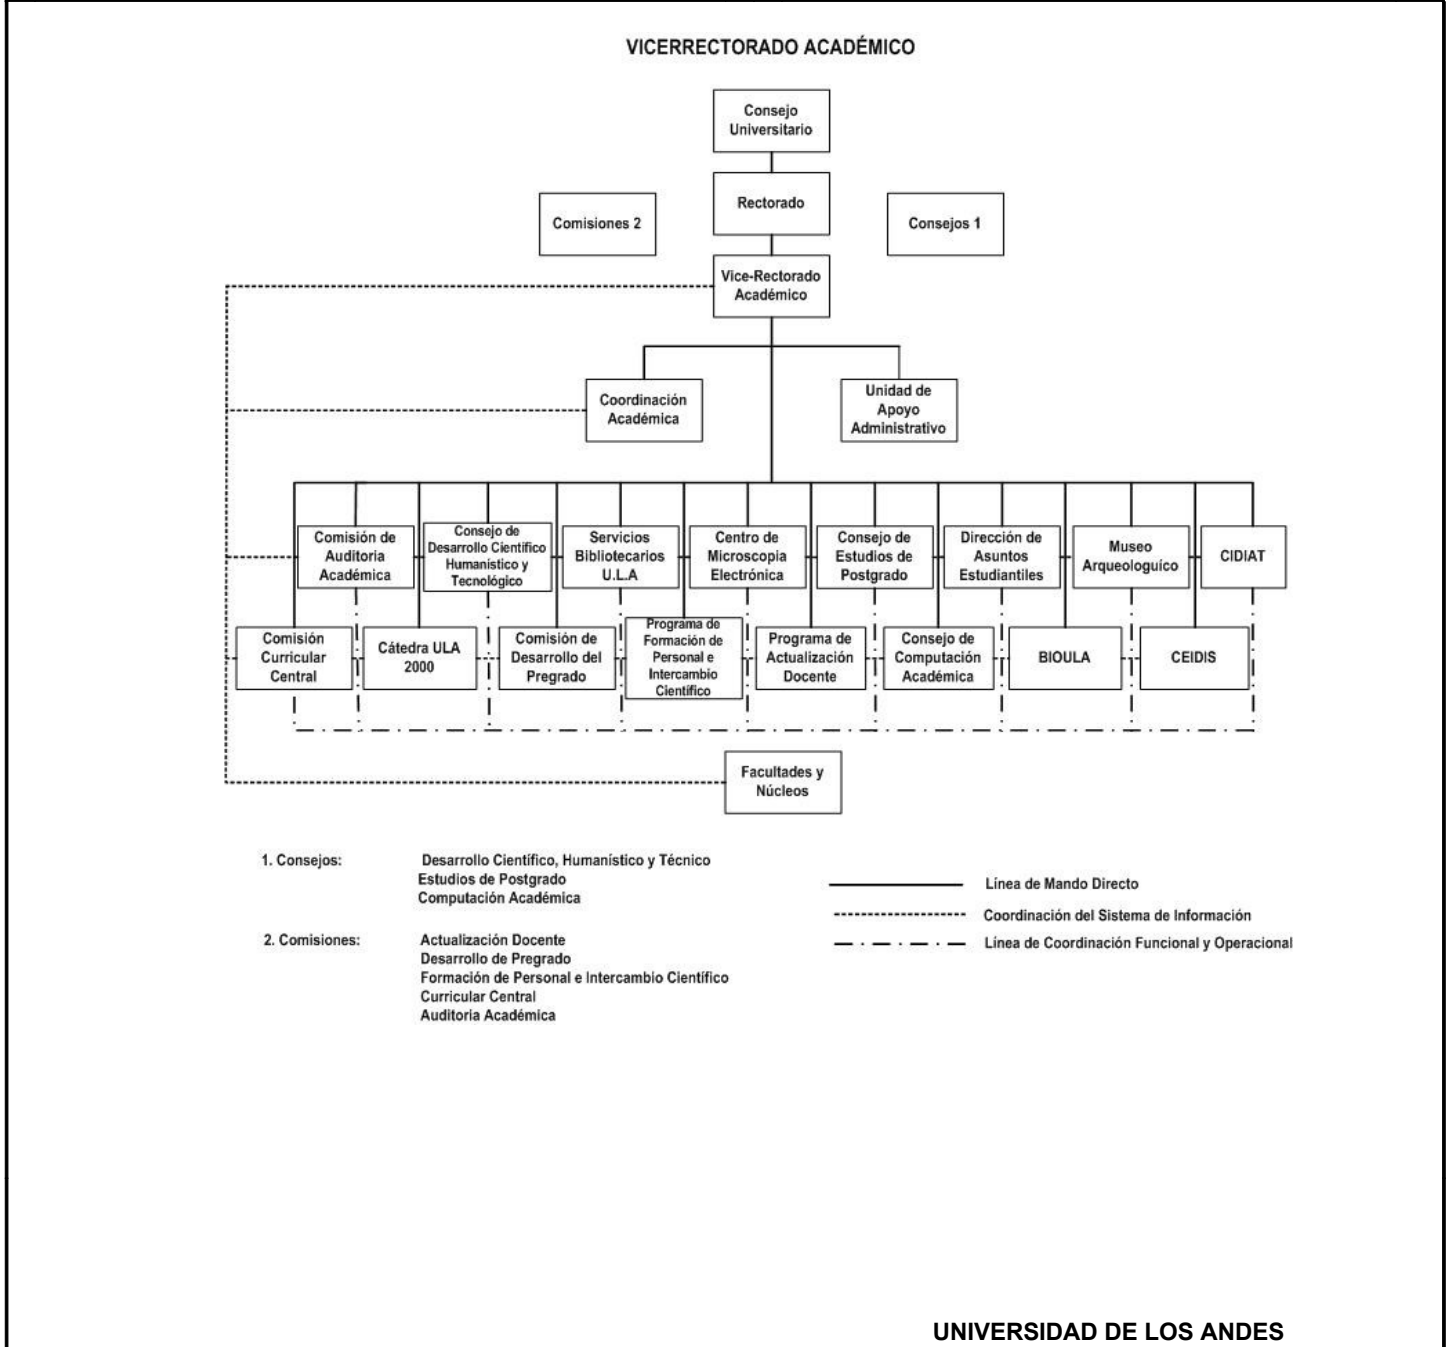 VICERRECTORADO ACADÉMICO
Consejo
Universitario
Rectorado
Comisiones 2
Consejos 1
Vice-Rectorado
Académico
Coordinación
Académica
Unidad de
Apoyo
Administrativo
Comisión de
Auditoria
Académica
Consejo de
Desarrollo Científico
Humanístico y
Tecnológico
Servicios
Bibliotecarios
U.L.A
Centro de
Microscopia
Electrónica
Consejo de
Estudios de
Postgrado
Dirección de
Asuntos
Estudiantiles
Museo
Arqueologuíco
CIDIAT
Comisión
Curricular
Central
Cátedra ULA
2000
Comisión de
Desarrollo del
Pregrado
Programa de
Formación de
Personal e
Intercambio
Científico
Programa de
Actualización
Docente
Consejo de
Computación
Académica
BIOULA
CEIDIS
Facultades y
Núcleos
1. Consejos:
Desarrollo Científico, Humanístico y Técnico
Estudios de Postgrado
Computación Académica
2. Comisiones:
Actualización Docente
Desarrollo de Pregrado
Formación de Personal e Intercambio Científico
Curricular Central
Auditoria Académica
Línea de Mando Directo
Coordinación del Sistema de Información
Línea de Coordinación Funcional y Operacional
UNIVERSIDAD DE LOS ANDES